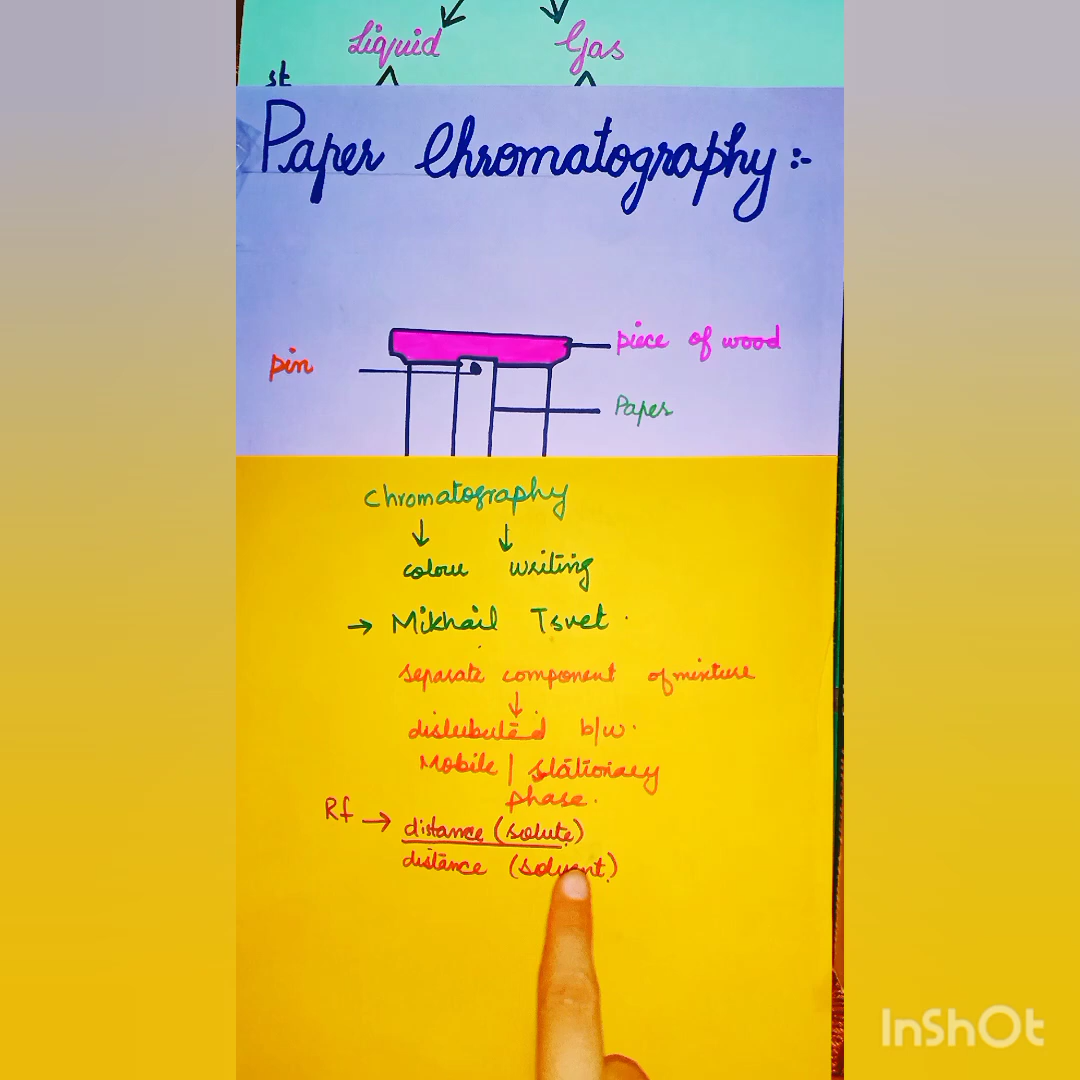 Liquid Gas
st
Paper Chromatography :-
piece of wood
pin
Paper
chromatography
colour writing
→ Mikhail Tsvet.
separate component of mixture
distubuted b/w.
Mobile | stationary
phase.
Rf → distance (solute)
distance (solvent)
InShOt